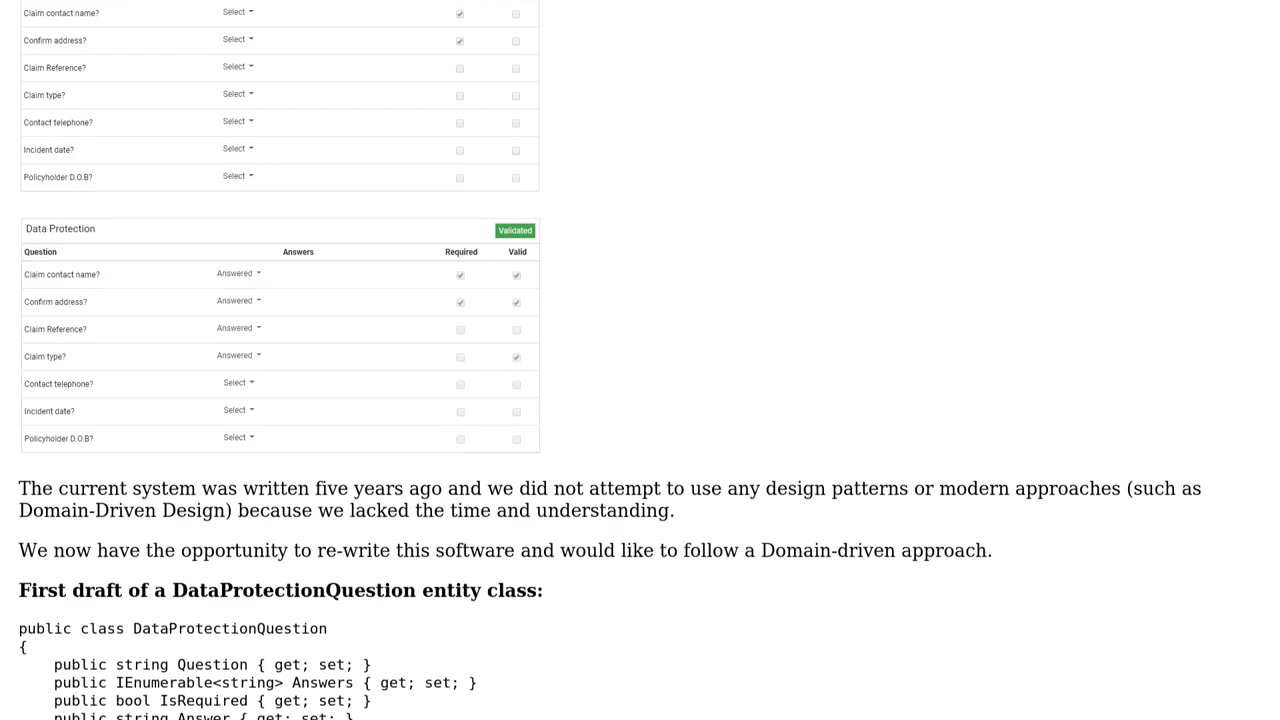 Claim contact name? Select
Confirm address? Select
Claim Reference? Select
Claim type? Select
Contact telephone? Select
Incident date? Select
Policyholder D.O.B? Select
Data Protection Validated
Question Answers Required Valid
Claim contact name? Answered
Confirm address? Answered
Claim Reference? Answered
Claim type? Answered
Contact telephone? Select
Incident date? Select
Policyholder D.O.B? Select
The current system was written five years ago and we did not attempt to use any design patterns or modern approaches (such as
Domain-Driven Design) because we lacked the time and understanding.
We now have the opportunity to re-write this software and would like to follow a Domain-driven approach.
First draft of a DataProtectionQuestion entity class:
public class DataProtectionQuestion
{
    public string Question { get; set; }
    public IEnumerable<string> Answers { get; set; }
    public bool IsRequired { get; set; }
    public string Answer { get; set; }